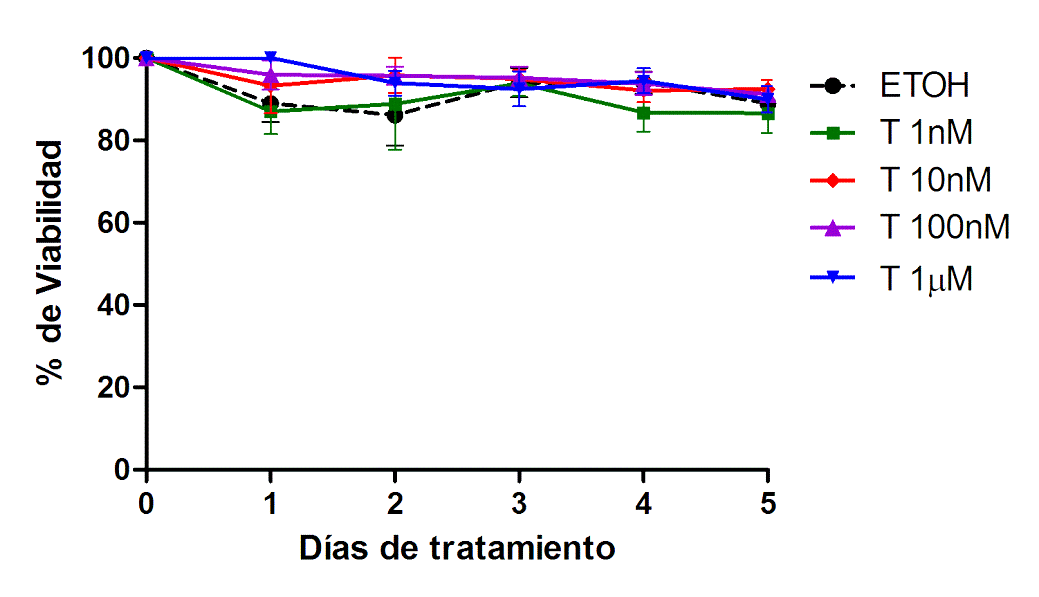 % de Viabilidad
100
80
60
40
20
0
0 1 2 3 4 5
Días de tratamiento
ETOH
T 1nM
T 10nM
T 100nM
T 1μM